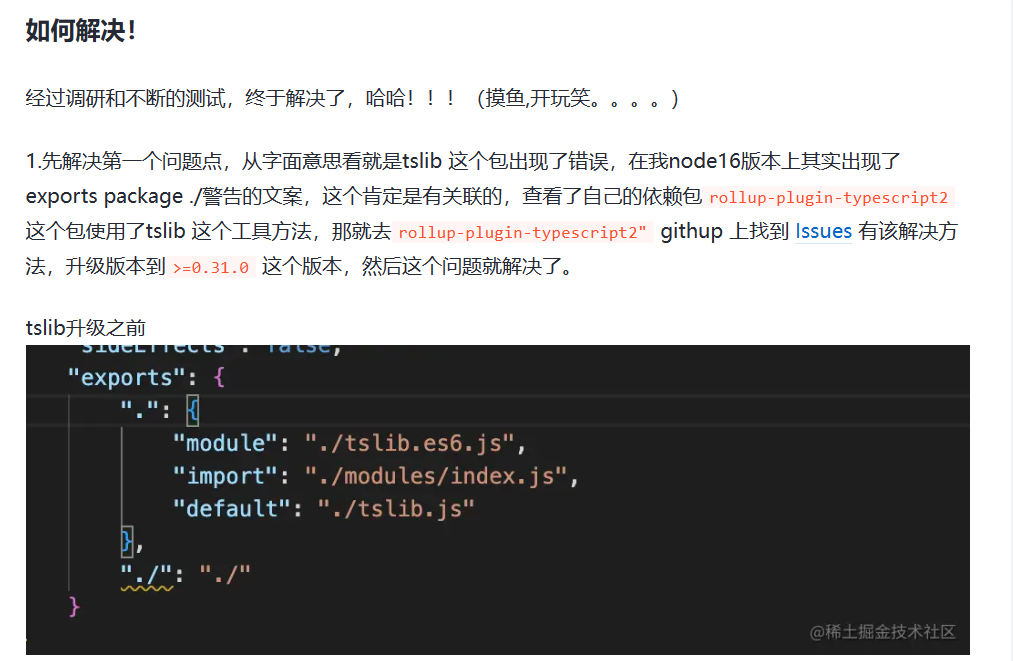 如何解决！
经过调研和不断的测试，终于解决了，哈哈！！！（摸鱼,开玩笑。。。。）
1.先解决第一个问题点，从字面意思看就是tslib 这个包出现了错误，在我node16版本上其实出现了
exports package ./警告的文案，这个肯定是有关联的，查看了自己的依赖包 rollup-plugin-typescript2
这个包使用了tslib 这个工具方法，那就去 rollup-plugin-typescript2" githup 上找到 Issues 有该解决方
法，升级版本到 >=0.31.0 这个版本，然后这个问题就解决了。
tslib升级之前
"sideEffects": false,
"exports": {
".": {
"module": "./tslib.es6.js",
"import": "./modules/index.js",
"default": "./tslib.js"
},
"./": "./"
}
@稀土掘金技术社区